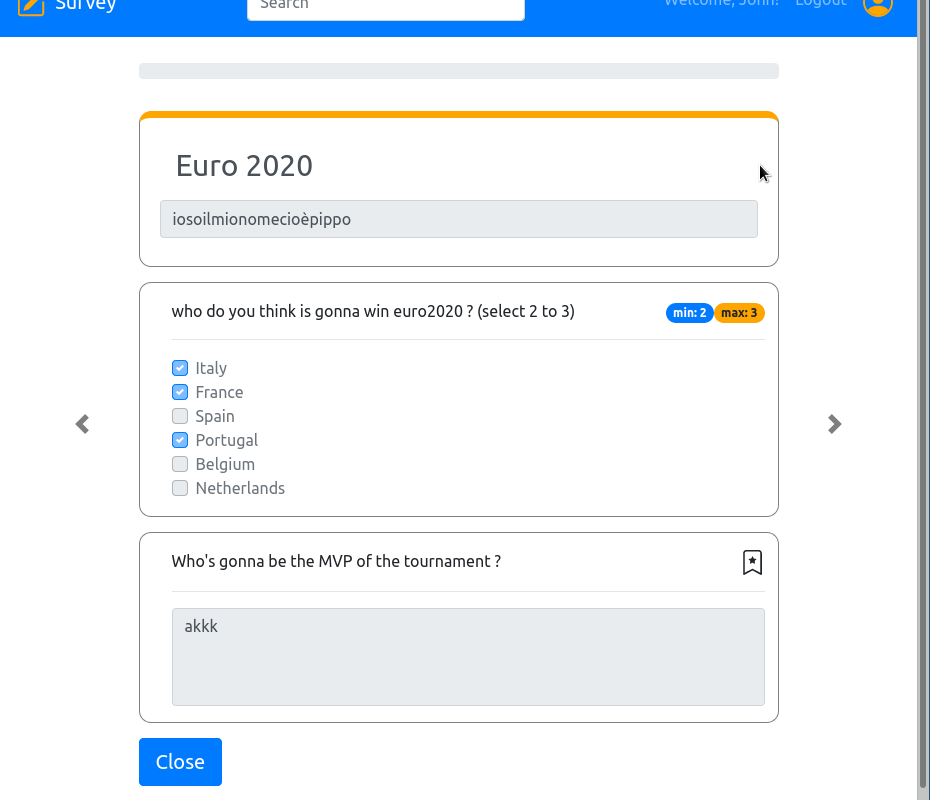 Survey
Search
Welcome, John!
Logout
Euro 2020
iosoilmionomecioèpippo
who do you think is gonna win euro2020 ? (select 2 to 3)
min: 2
max: 3
Italy
France
Spain
Portugal
Belgium
Netherlands
Who's gonna be the MVP of the tournament ?
akkk
Close